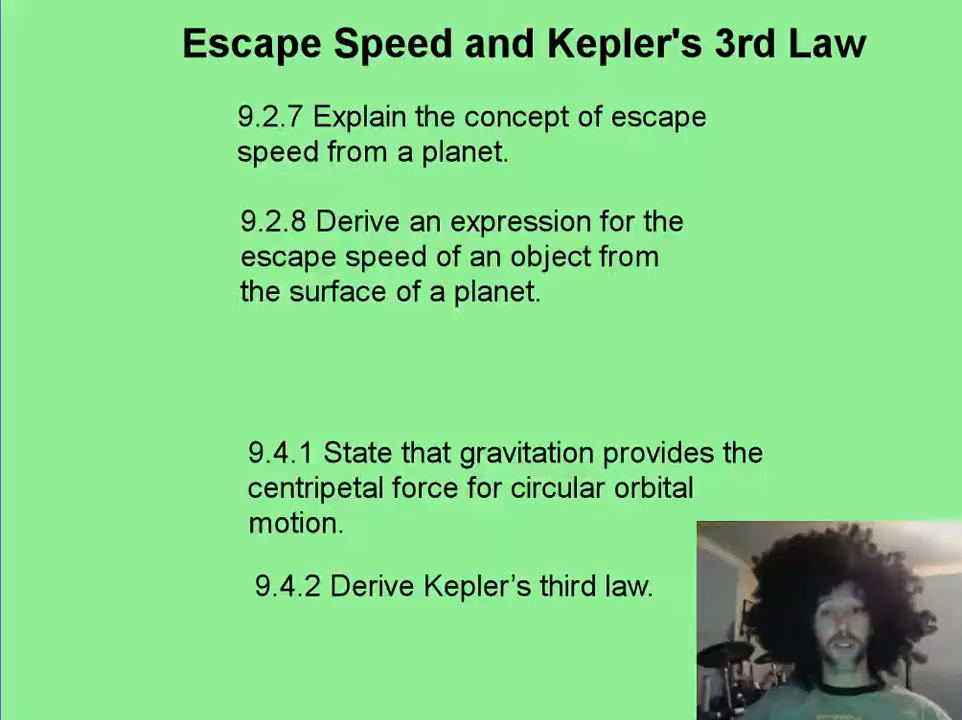 Escape Speed and Kepler's 3rd Law
9.2.7 Explain the concept of escape
speed from a planet.
9.2.8 Derive an expression for the
escape speed of an object from
the surface of a planet.
9.4.1 State that gravitation provides the
centripetal force for circular orbital
motion.
9.4.2 Derive Kepler’s third law.